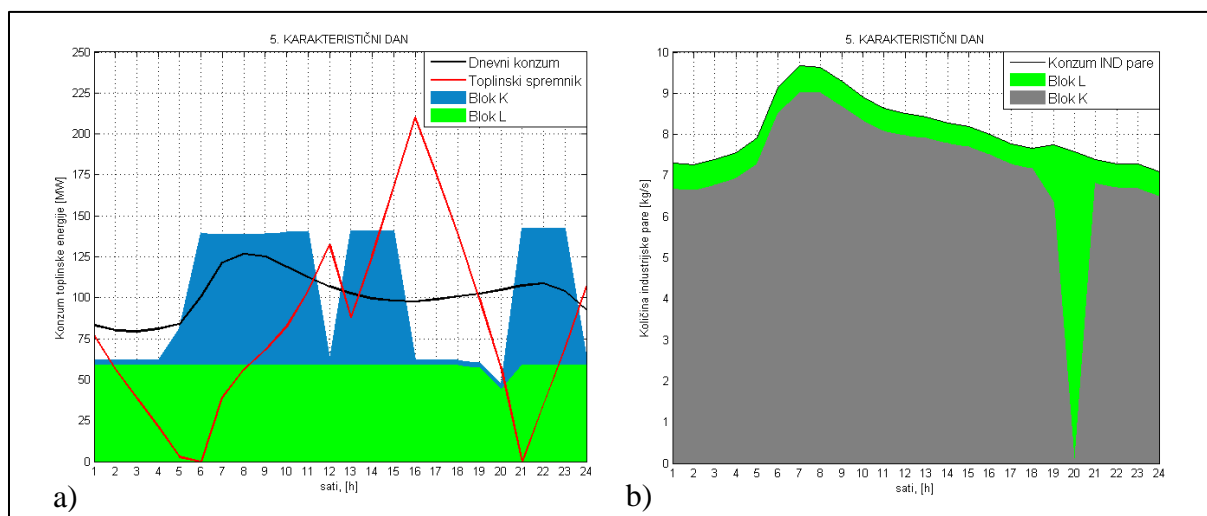 5. KARAKTERISTIČNI DAN
Konzum toplinske energije [MW]
250
225
200
175
150
125
100
75
50
25
0
Dnevni konzum
Toplinski spremnik
Blok K
Blok L
1 2 3 4 5 6 7 8 9 10 11 12 13 14 15 16 17 18 19 20 21 22 23 24
sati, [h]
a)
5. KARAKTERISTIČNI DAN
Količina industrijske pare [kg/s]
10
9
8
7
6
5
4
3
2
1
0
Konzum IND pare
Blok L
Blok K
1 2 3 4 5 6 7 8 9 10 11 12 13 14 15 16 17 18 19 20 21 22 23 24
sati, [h]
b)